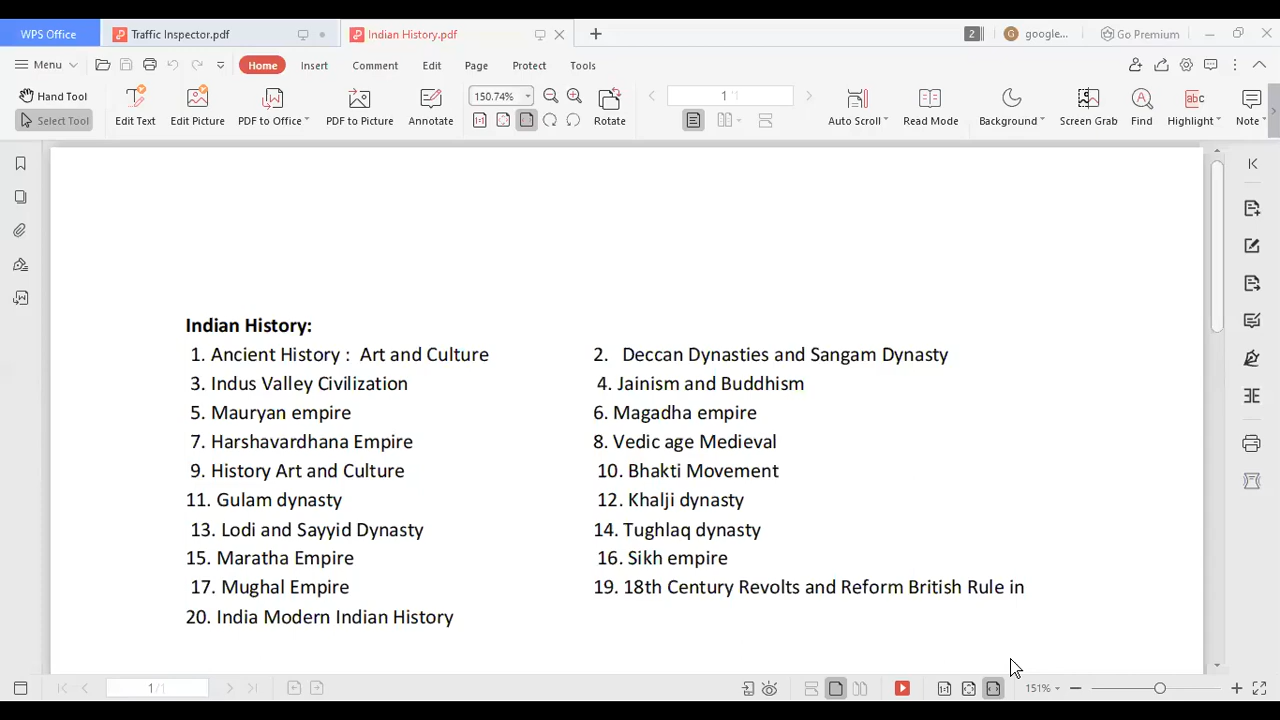 WPS Office Traffic Inspector.pdf Indian History.pdf 2 G google... Go Premium
Menu Home Insert Comment Edit Page Protect Tools
Hand Tool 150.74% 1 /1
Select Tool Edit Text Edit Picture PDF to Office PDF to Picture Annotate Rotate Auto Scroll Read Mode Background Screen Grab Find Highlight Note
Indian History:
1. Ancient History : Art and Culture 2. Deccan Dynasties and Sangam Dynasty
3. Indus Valley Civilization 4. Jainism and Buddhism
5. Mauryan empire 6. Magadha empire
7. Harshavardhana Empire 8. Vedic age Medieval
9. History Art and Culture 10. Bhakti Movement
11. Gulam dynasty 12. Khalji dynasty
13. Lodi and Sayyid Dynasty 14. Tughlaq dynasty
15. Maratha Empire 16. Sikh empire
17. Mughal Empire 19. 18th Century Revolts and Reform British Rule in
20. India Modern Indian History
1/1 151%